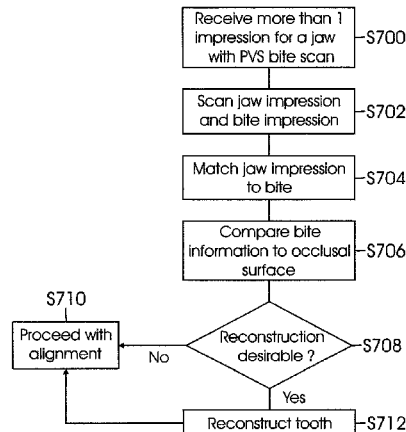 Receive more than 1
impression for a jaw
with PVS bite scan
S700
Scan jaw impression
and bite impression
S702
Match jaw impression
to bite
S704
Compare bite
information to occlusal
surface
S706
S710
Proceed with
alignment
No
Reconstruction
desirable ?
S708
Yes
Reconstruct tooth
S712